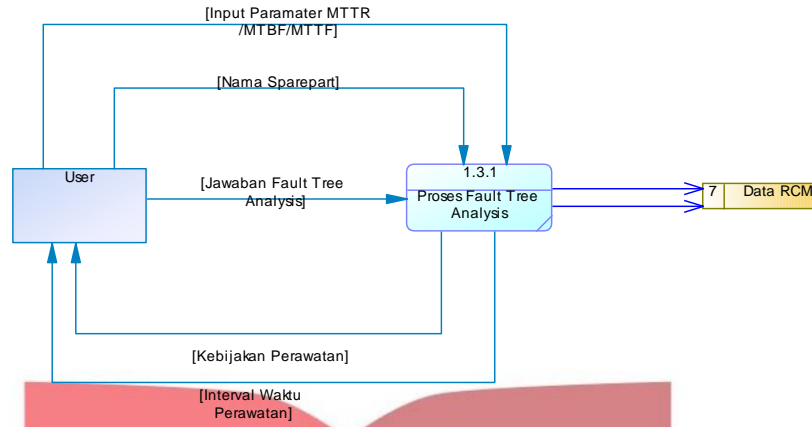 [Input Paramater MTTR
/MTBF/MTTF]
[Nama Sparepart]
User
[Jawaban Fault Tree
Analysis]
1.3.1
Proses Fault Tree
Analysis
7 Data RCM
[Kebijakan Perawatan]
[Interval Waktu
Perawatan]